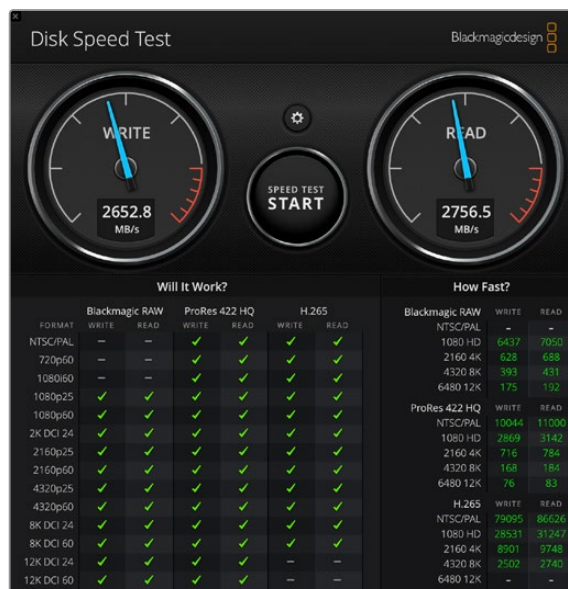 Disk Speed Test
Blackmagicdesign
WRITE
2652.8
MB/s
SPEED TEST
START
READ
2756.5
MB/s
Will It Work?
Blackmagic RAW ProRes 422 HQ H.265
FORMAT WRITE READ WRITE READ WRITE READ
NTSC/PAL – – ✓ ✓ ✓ ✓
720p60 – – ✓ ✓ ✓ ✓
1080i60 – – ✓ ✓ ✓ ✓
1080p25 ✓ ✓ ✓ ✓ ✓ ✓
1080p60 ✓ ✓ ✓ ✓ ✓ ✓
2K DCI 24 ✓ ✓ ✓ ✓ ✓ ✓
2160p25 ✓ ✓ ✓ ✓ ✓ ✓
2160p60 ✓ ✓ ✓ ✓ ✓ ✓
4320p25 ✓ ✓ ✓ ✓ ✓ ✓
4320p60 ✓ ✓ ✓ ✓ ✓ ✓
8K DCI 24 ✓ ✓ ✓ ✓ ✓ ✓
8K DCI 60 ✓ ✓ ✓ ✓ ✓ ✓
12K DCI 24 ✓ ✓ ✓ ✓ – –
12K DCI 60 ✓ ✓ ✓ ✓ – –
How Fast?
Blackmagic RAW WRITE READ
NTSC/PAL – –
1080 HD 6437 7050
2160 4K 628 688
4320 8K 393 431
6480 12K 175 192
ProRes 422 HQ WRITE READ
NTSC/PAL 10044 11000
1080 HD 2869 3142
2160 4K 716 784
4320 8K 168 184
6480 12K 76 83
H.265 WRITE READ
NTSC/PAL 79095 86626
1080 HD 28531 31247
2160 4K 8901 9748
4320 8K 2502 2740
6480 12K – –